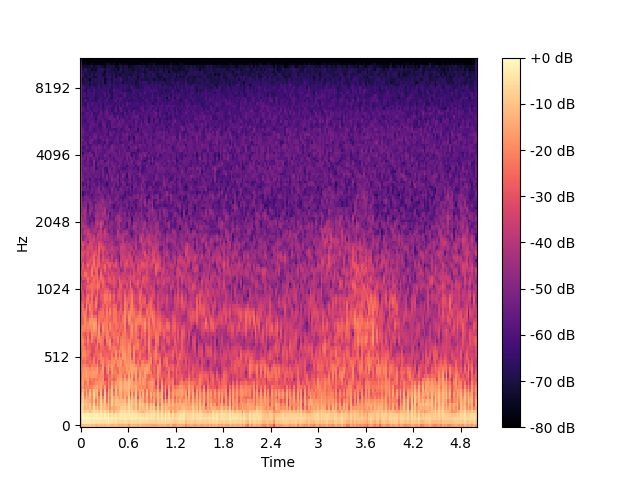 8192
4096
2048
1024
512
0
Hz
0 0.6 1.2 1.8 2.4 3 3.6 4.2 4.8
Time
+0 dB
-10 dB
-20 dB
-30 dB
-40 dB
-50 dB
-60 dB
-70 dB
-80 dB